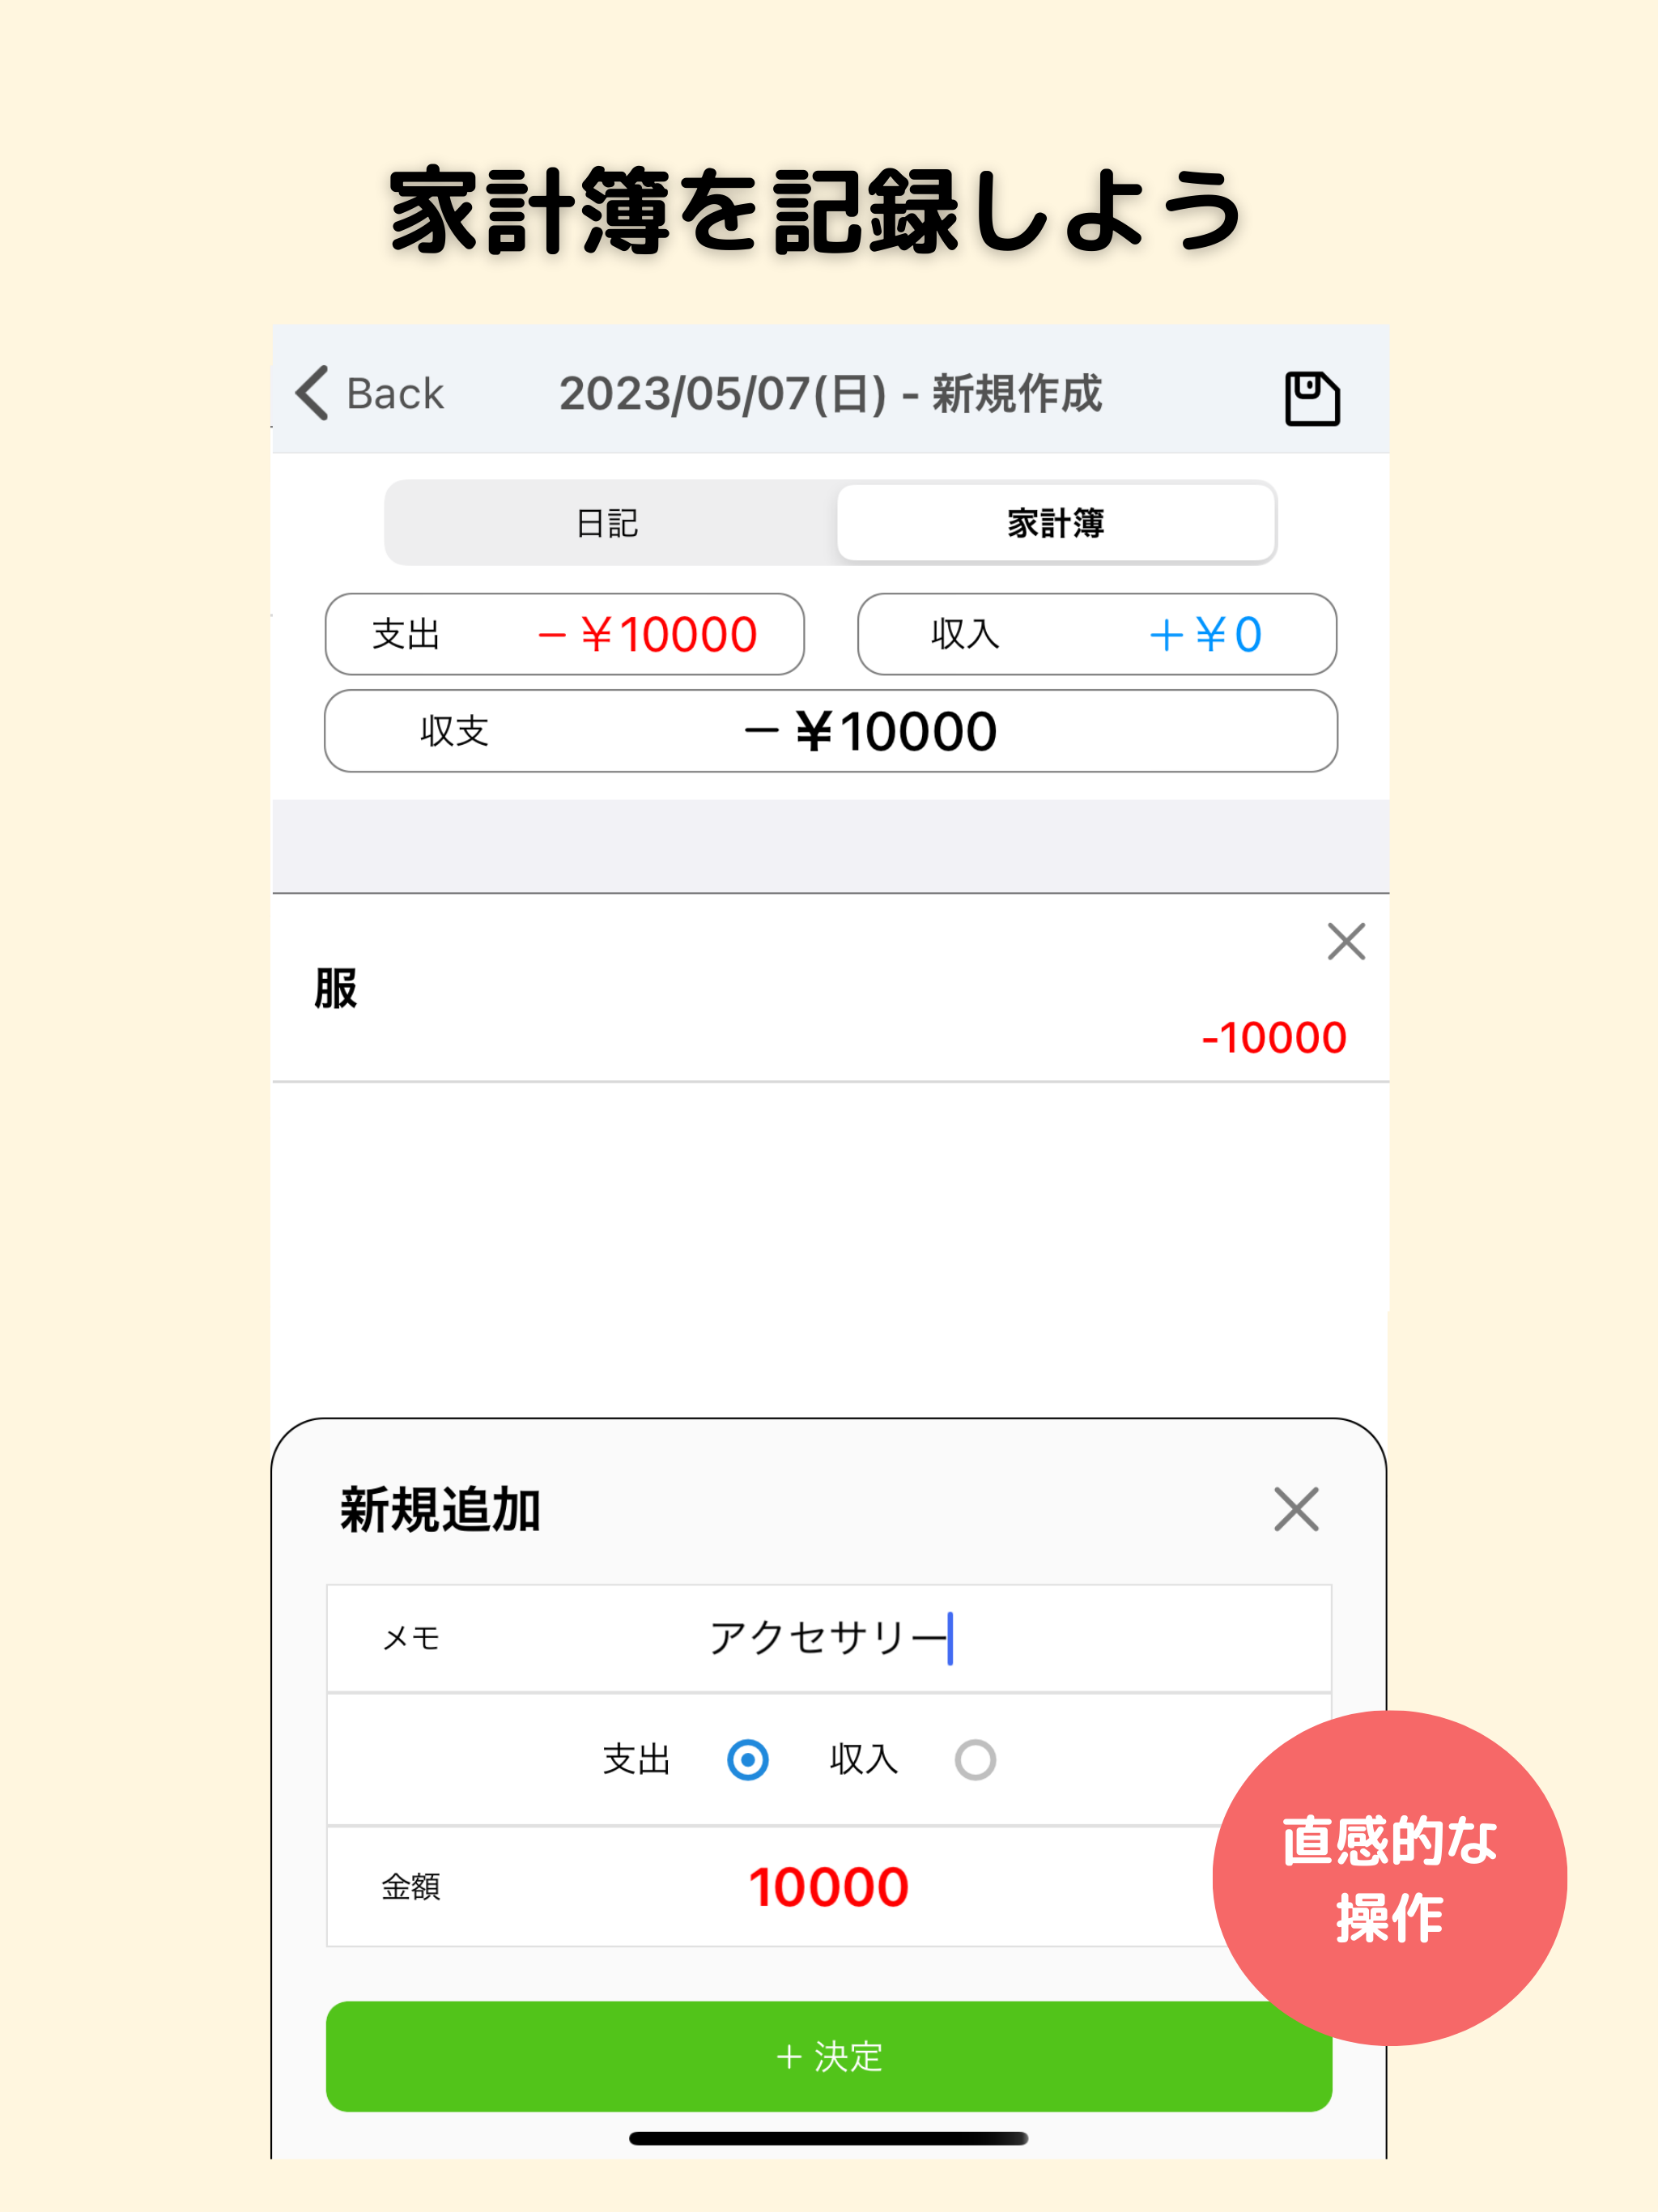 家計簿を記録しよう
Back 2023/05/07(日) - 新規作成
日記 家計簿
支出 −￥10000 収入 +￥0
収支 −￥10000
服
-10000
新規追加
メモ アクセサリー
支出 収入
金額 10000
直感的な
操作
+ 決定